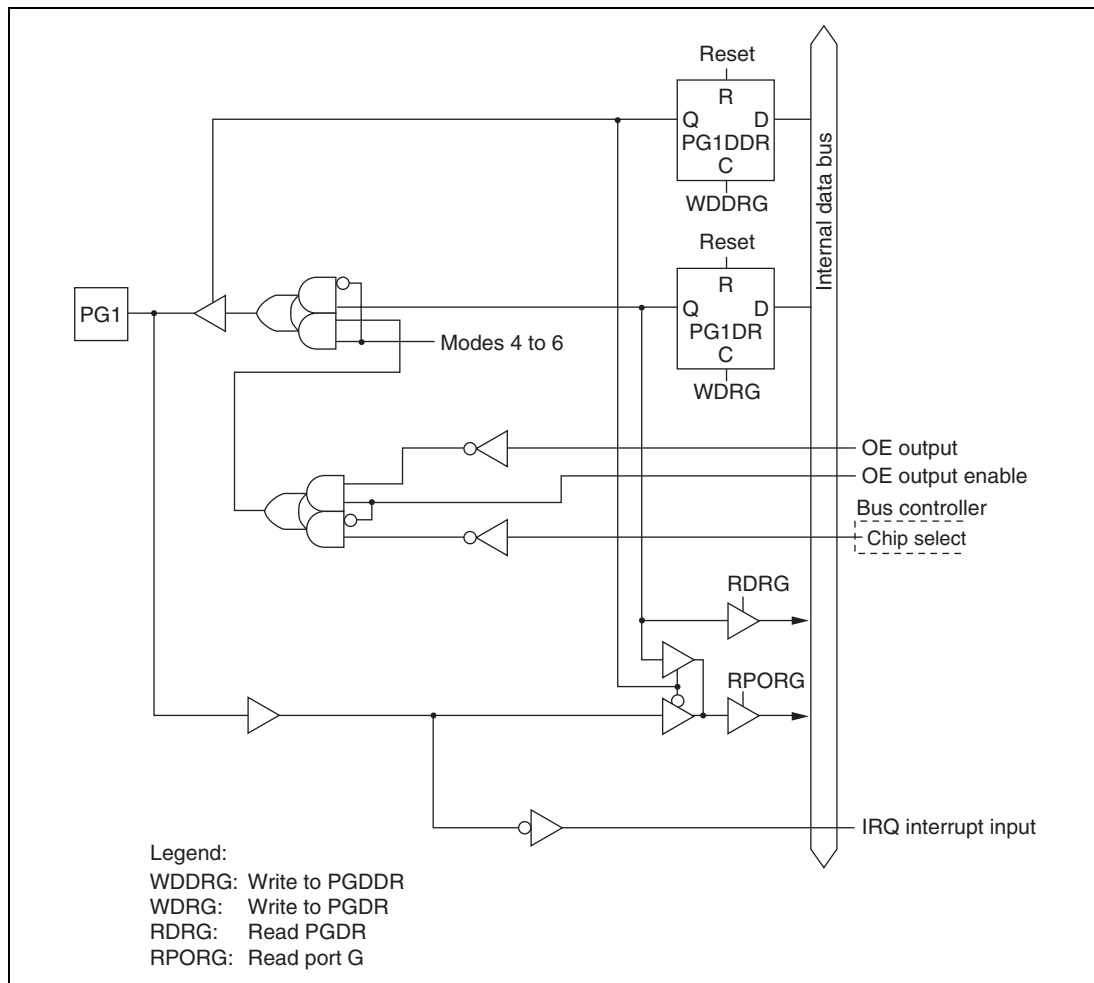 Reset
R
Q D
PG1DDR
C
WDDRG
Internal data bus
Reset
R
PG1
Q D
PG1DR
Modes 4 to 6
C
WDRG
OE output
OE output enable
Bus controller
Chip select
RDRG
RPORG
IRQ interrupt input
Legend:
WDDRG: Write to PGDDR
WDRG: Write to PGDR
RDRG: Read PGDR
RPORG: Read port G